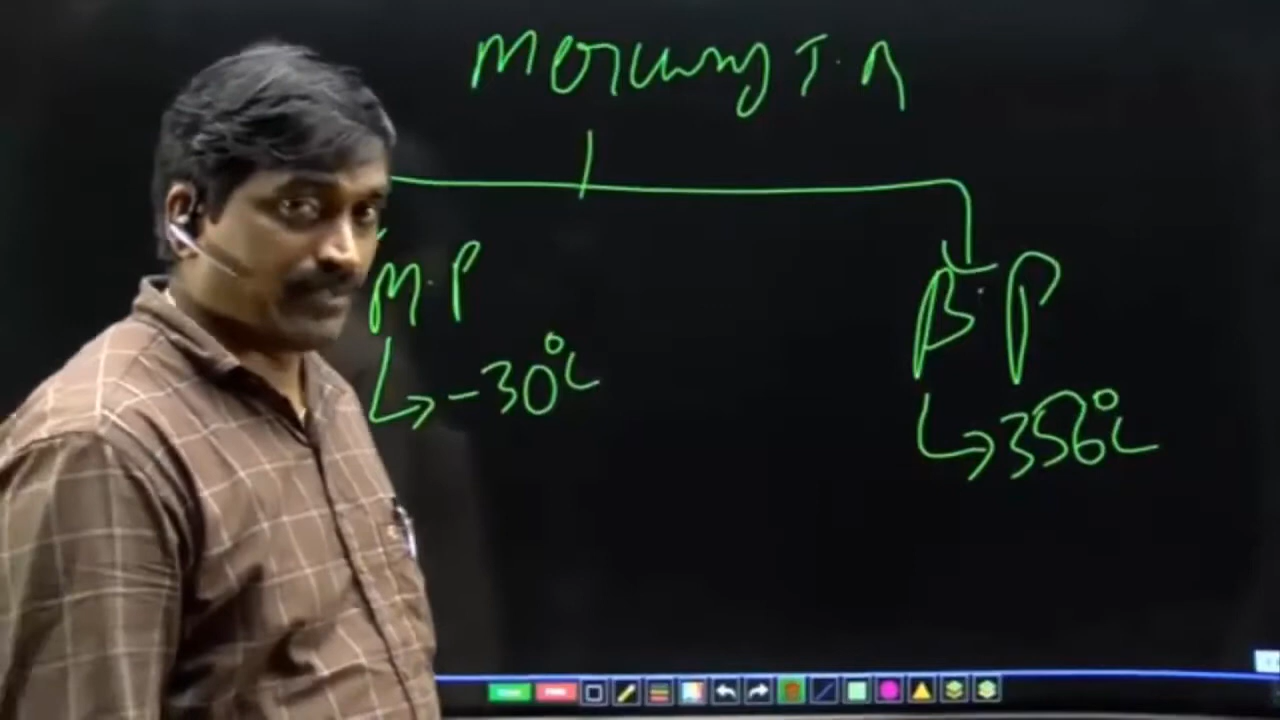 Mercury T.M
M.P
B.P
→ -30°C
→ 356°C